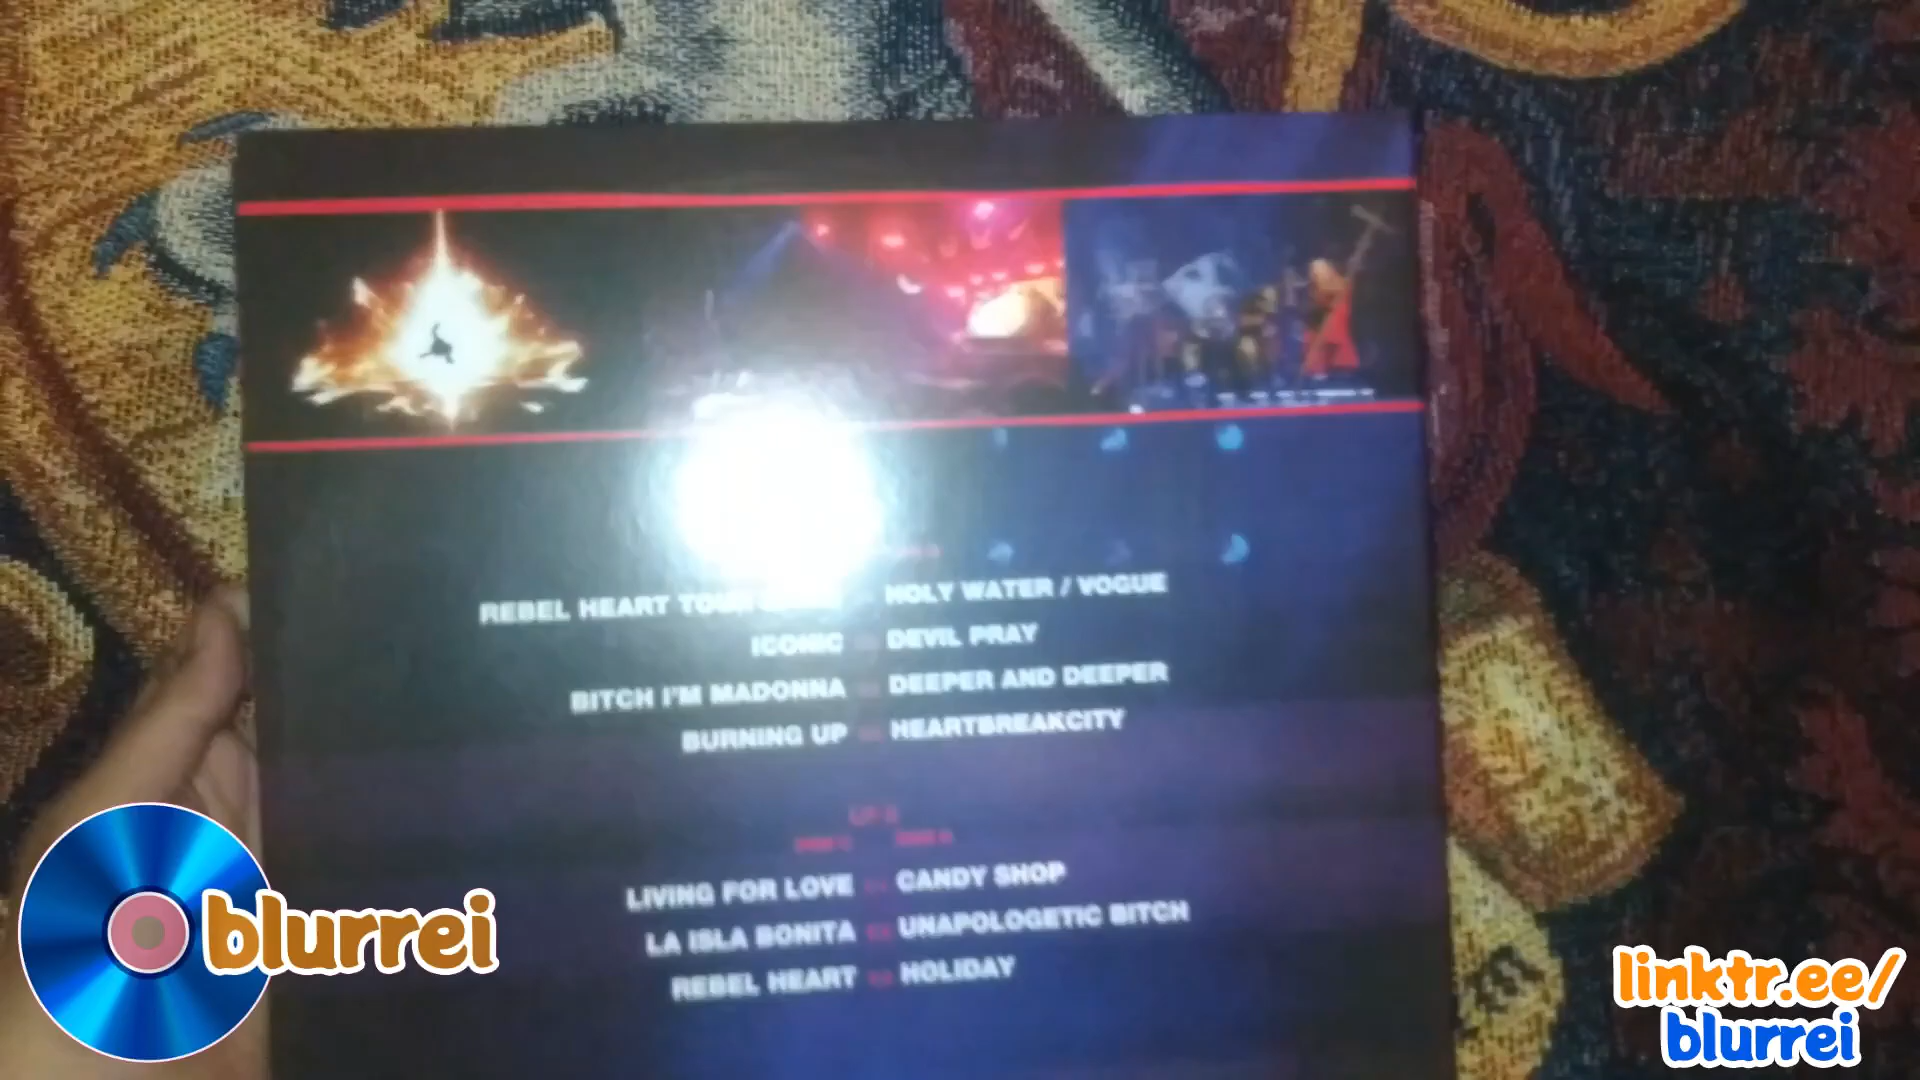 REBEL HEART TOUR
HOLY WATER / VOGUE
ICONIC
DEVIL PRAY
BITCH I'M MADONNA
DEEPER AND DEEPER
BURNING UP
HEARTBREAKCITY
LIVING FOR LOVE
CANDY SHOP
LA ISLA BONITA
UNAPOLOGETIC BITCH
REBEL HEART
HOLIDAY
blurrei
linktr.ee/
blurrei